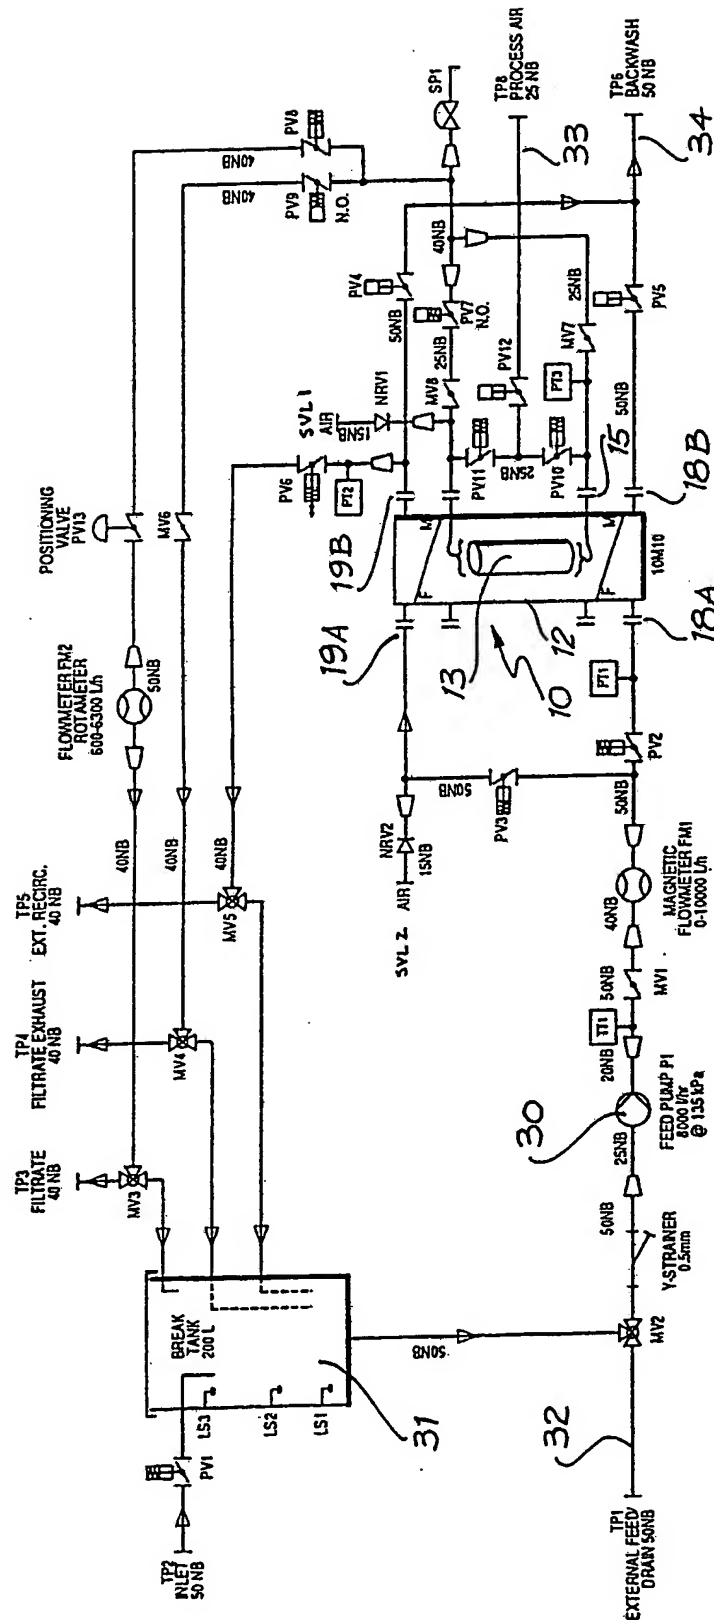 TP2
INLET
50 NB
PV1
BREAK
TANK
200 L
LS3
LS2
LS1
31
TP3
FILTRATE
40 NB
MV3
TP4
FILTRATE EXHAUST
40 NB
MV4
TP5
EXT. RECIRC.
40 NB
MV5
40NB
40NB
40NB
FLOWMETER FM2
ROTAMETER
600-6300 L/h
50NB
POSITIONING
VALVE
PV13
MV6
40NB
PV8
40NB
PV9
N.O.
SP1
TP8
PROCESS AIR
25 NB
33
TP6
BACKWASH
50 NB
34
PV4
50NB
40NB
PV7
N.O.
25NB
MV8
NRV1
SVL 1
AIR
15NB
PV6
PT2
PV12
PV11
25NB
PV10
25NB
MV7
PT3
PV5
50NB
15
18B
19B
19A
10M10
F
M
F
M
13
12
10
18A
PT1
PV2
50NB
PV3
50NB
NRV2
15NB
SVL 2
AIR
MAGNETIC
FLOWMETER FM1
0-10000 L/h
40NB
50NB
MV1
TT1
20NB
FEED PUMP P1
8000 l/hr
@ 135 kPa
30
25NB
50NB
Y-STRAINER
0.5mm
MV2
50NB
32
TP1
EXTERNAL FEED/
DRAIN 50NB